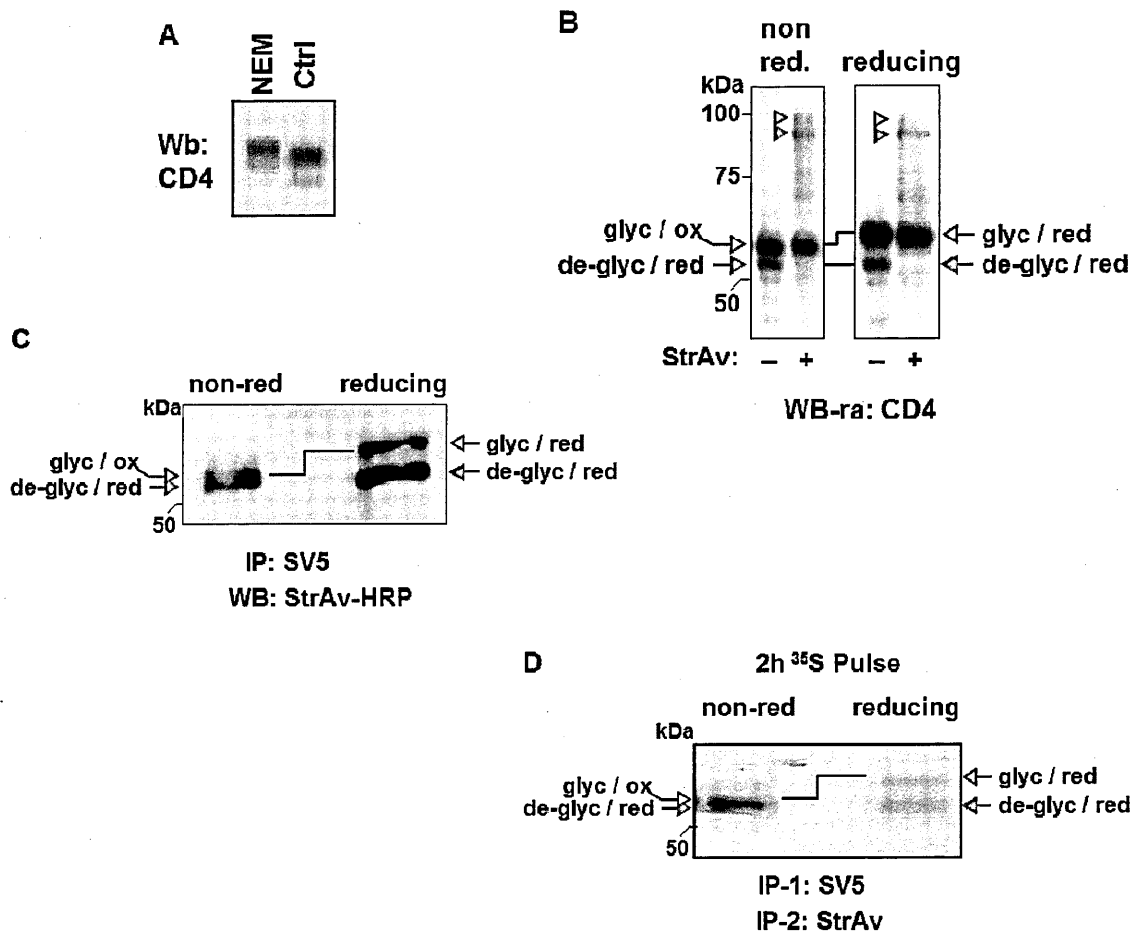 A
NEM
Ctrl
Wb:
CD4
B
non
red.
reducing
kDa
100
75
50
glyc / ox
de-glyc / red
glyc / red
de-glyc / red
StrAv: – + – +
WB-ra: CD4
C
non-red reducing
kDa
glyc / ox
de-glyc / red
50
glyc / red
de-glyc / red
IP: SV5
WB: StrAv-HRP
D
2h ³⁵S Pulse
non-red reducing
kDa
glyc / ox
de-glyc / red
50
glyc / red
de-glyc / red
IP-1: SV5
IP-2: StrAv